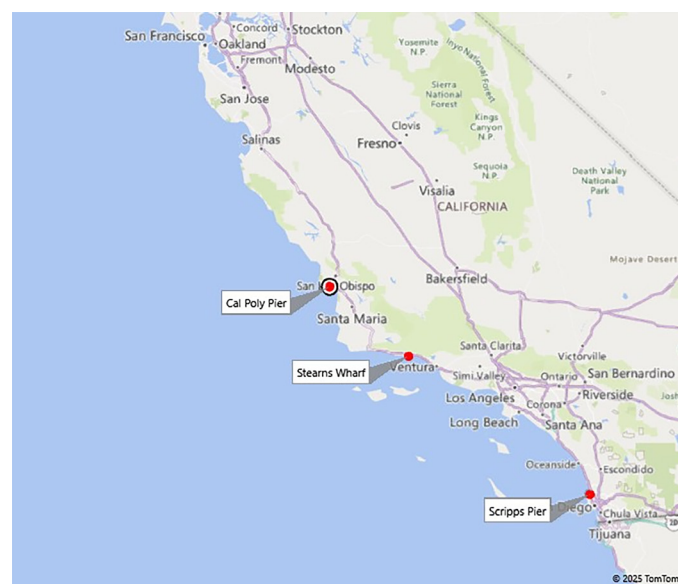 San Francisco
Concord
Stockton
Oakland
Fremont
Modesto
San Jose
Yosemite
N.P.
Inyo National Forest
Sierra
National
Forest
Kings
Canyon
N.P.
Salinas
Clovis
Fresno
Sequoia
N.P.
Death Valley
National
Park
Visalia
CALIFORNIA
Mojave Desert
Bakersfield
San
Obispo
Cal Poly Pier
Santa Maria
Stearns Wharf
Ventura
Santa Clarita
Simi Valley
Victorville
Ontario
San Bernardino
Los Angeles
Corona
Riverside
Josh
Long Beach
Santa Ana
Oceanside
Escondido
Scripps Pier
Diego
Chula Vista
Tijuana
© 2025 TomTom